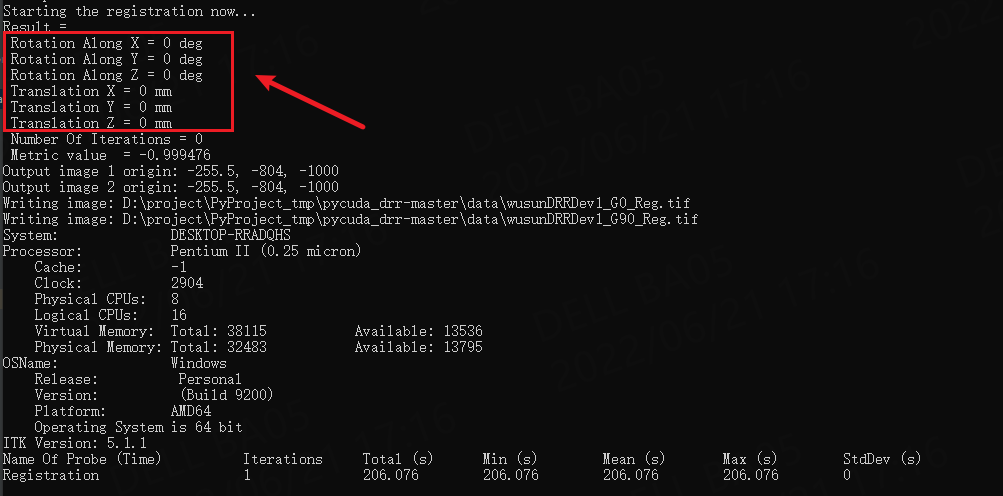 Starting the registration now...
Result =
Rotation Along X = 0 deg
Rotation Along Y = 0 deg
Rotation Along Z = 0 deg
Translation X = 0 mm
Translation Y = 0 mm
Translation Z = 0 mm
Number Of Iterations = 0
Metric value  = -0.999476
Output image 1 origin: -255.5, -804, -1000
Output image 2 origin: -255.5, -804, -1000
Writing image: D:\project\PyProject_tmp\pycuda_drr-master\data\wusunDRRDev1_G0_Reg.tif
Writing image: D:\project\PyProject_tmp\pycuda_drr-master\data\wusunDRRDev1_G90_Reg.tif
System: DESKTOP-RRADQHS
Processor: Pentium II (0.25 micron)
Cache: -1
Clock: 2904
Physical CPUs: 8
Logical CPUs: 16
Virtual Memory: Total: 38115 Available: 13536
Physical Memory: Total: 32483 Available: 13795
OSName: Windows
Release: Personal
Version: (Build 9200)
Platform: AMD64
Operating System is 64 bit
ITK Version: 5.1.1
Name Of Probe (Time) Iterations Total (s) Min (s) Mean (s) Max (s) StdDev (s)
Registration 1 206.076 206.076 206.076 206.076 0
DELL BA05
2022/06/21 17:16